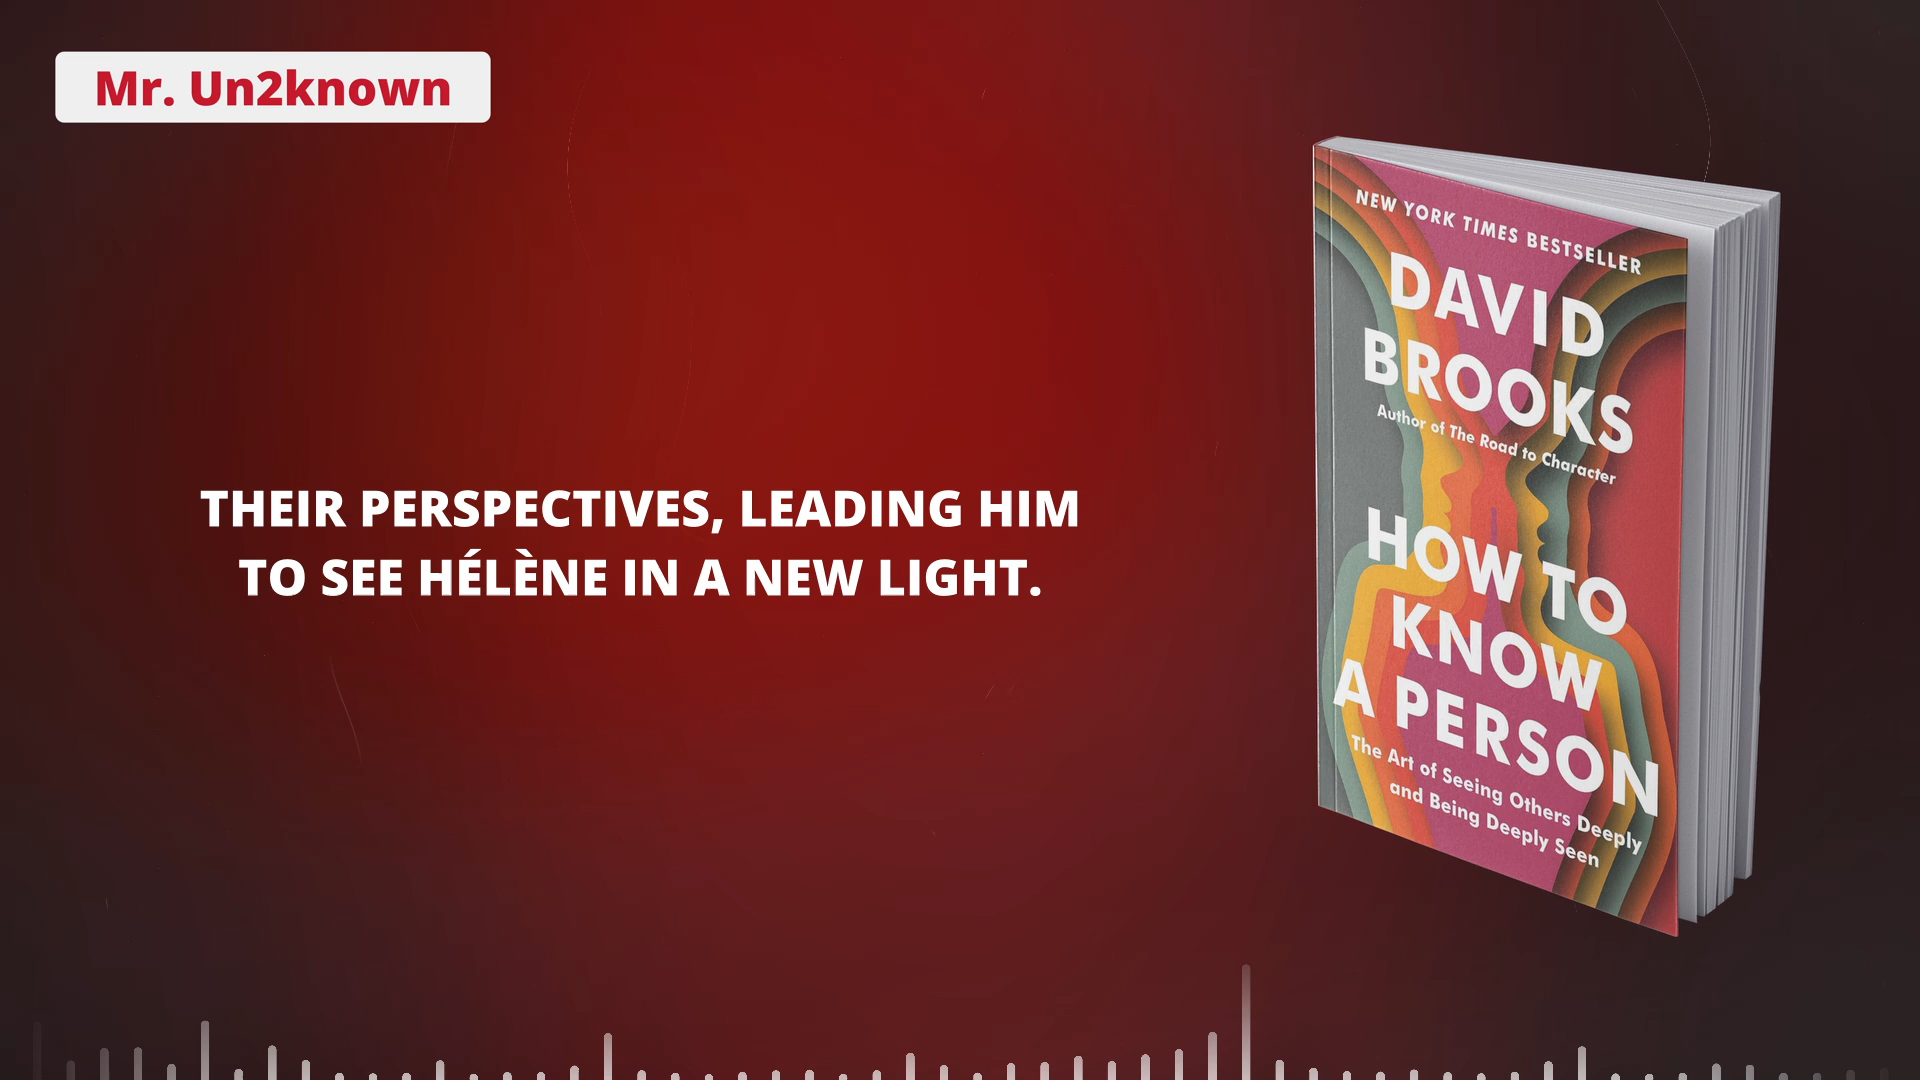 Mr. Un2known
THEIR PERSPECTIVES, LEADING HIM
TO SEE HÉLÈNE IN A NEW LIGHT.
NEW YORK TIMES BESTSELLER
DAVID
BROOKS
Author of The Road to Character
HOW TO
KNOW
A PERSON
The Art of Seeing Others Deeply
and Being Deeply Seen